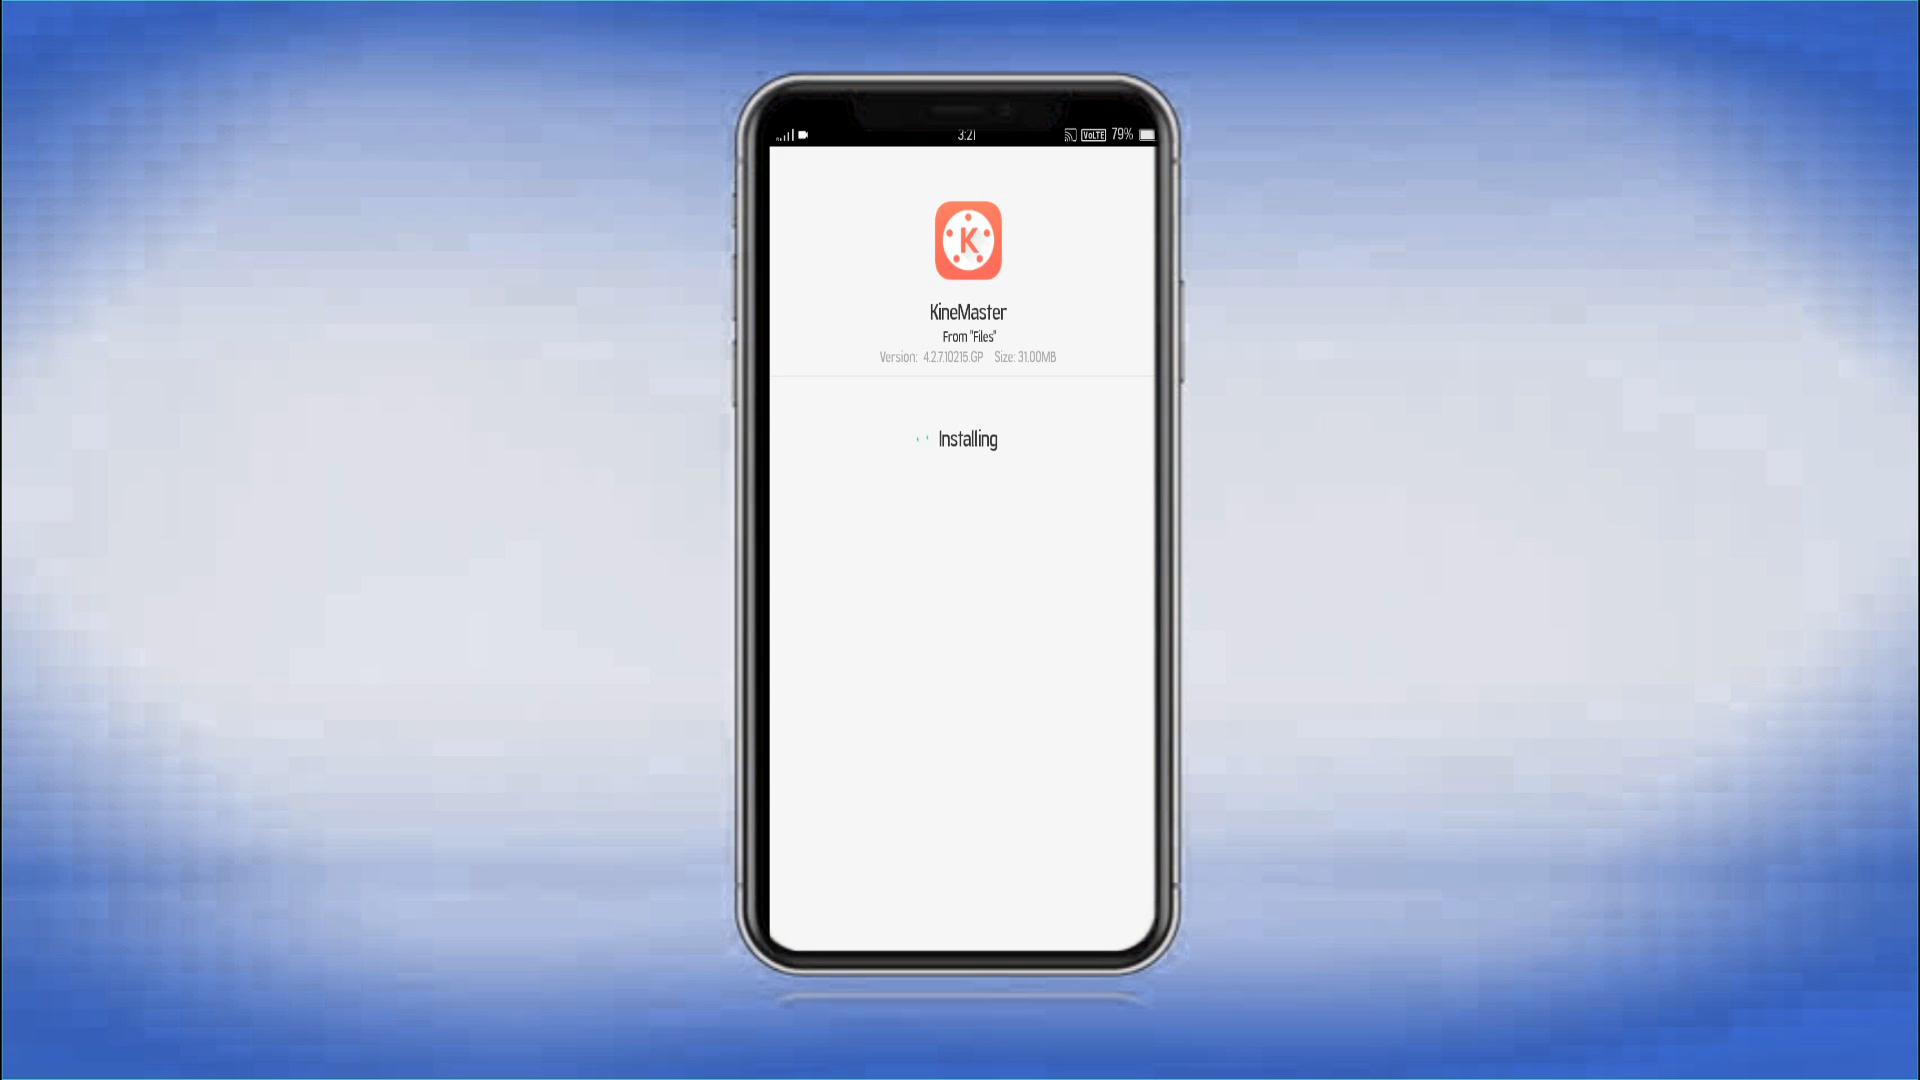 3:21 VoLTE 79%
K
KineMaster
From "Files"
Version: 4.2.7.10215.GP Size: 31.00MB
Installing